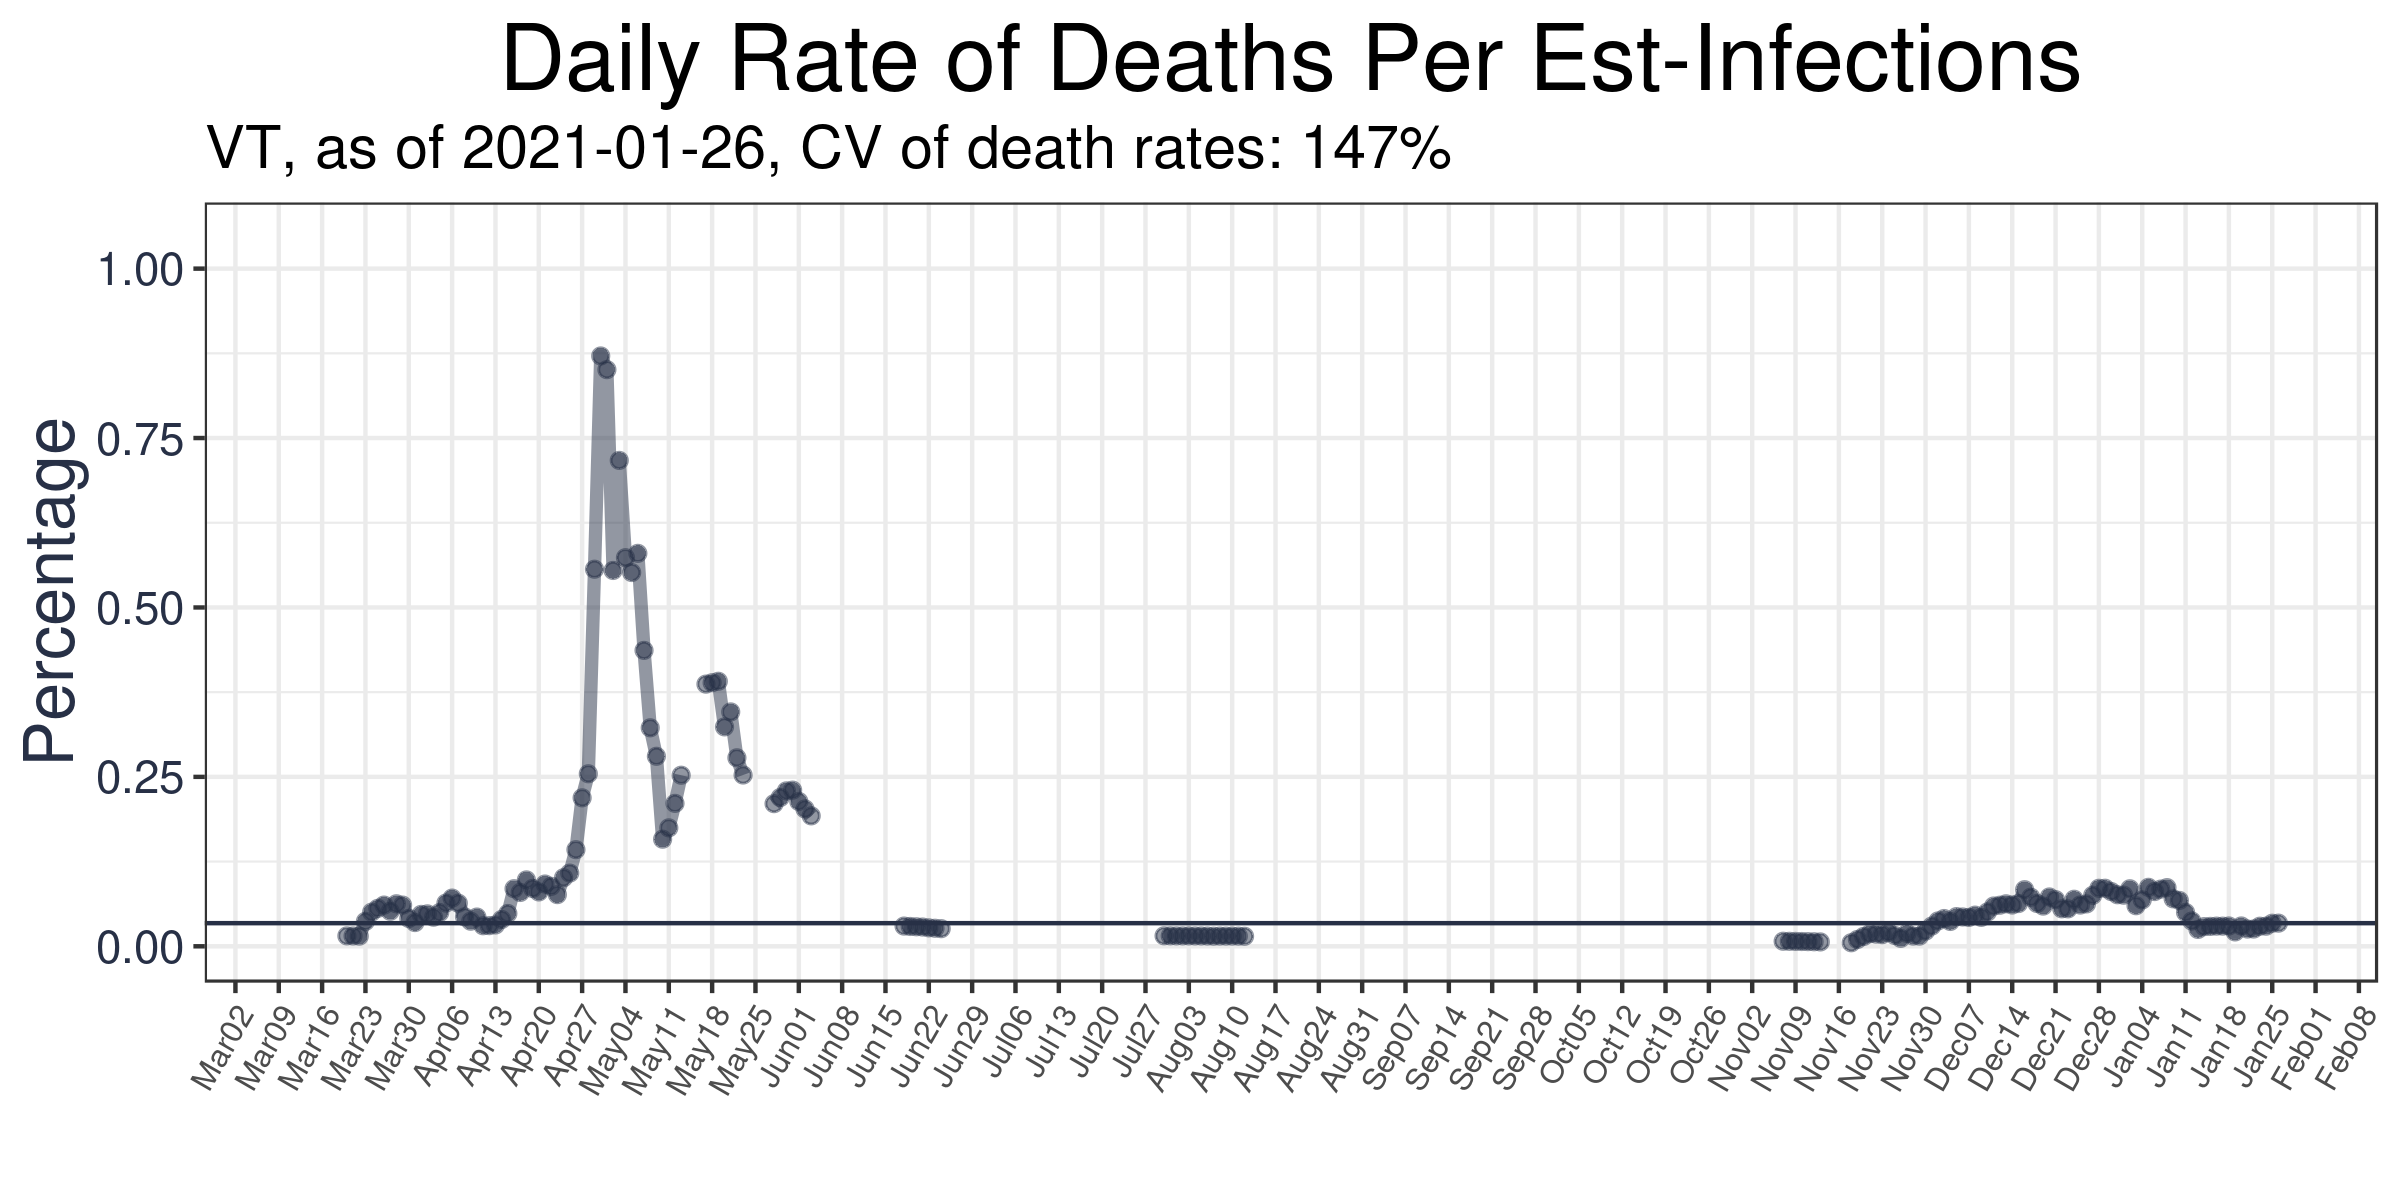 Daily Rate of Deaths Per Est-Infections
VT, as of 2021-01-26, CV of death rates: 147%
Percentage
1.00
0.75
0.50
0.25
0.00
Mar02
Mar09
Mar16
Mar23
Mar30
Apr06
Apr13
Apr20
Apr27
May04
May11
May18
May25
Jun01
Jun08
Jun15
Jun22
Jun29
Jul06
Jul13
Jul20
Jul27
Aug03
Aug10
Aug17
Aug24
Aug31
Sep07
Sep14
Sep21
Sep28
Oct05
Oct12
Oct19
Oct26
Nov02
Nov09
Nov16
Nov23
Nov30
Dec07
Dec14
Dec21
Dec28
Jan04
Jan11
Jan18
Jan25
Feb01
Feb08